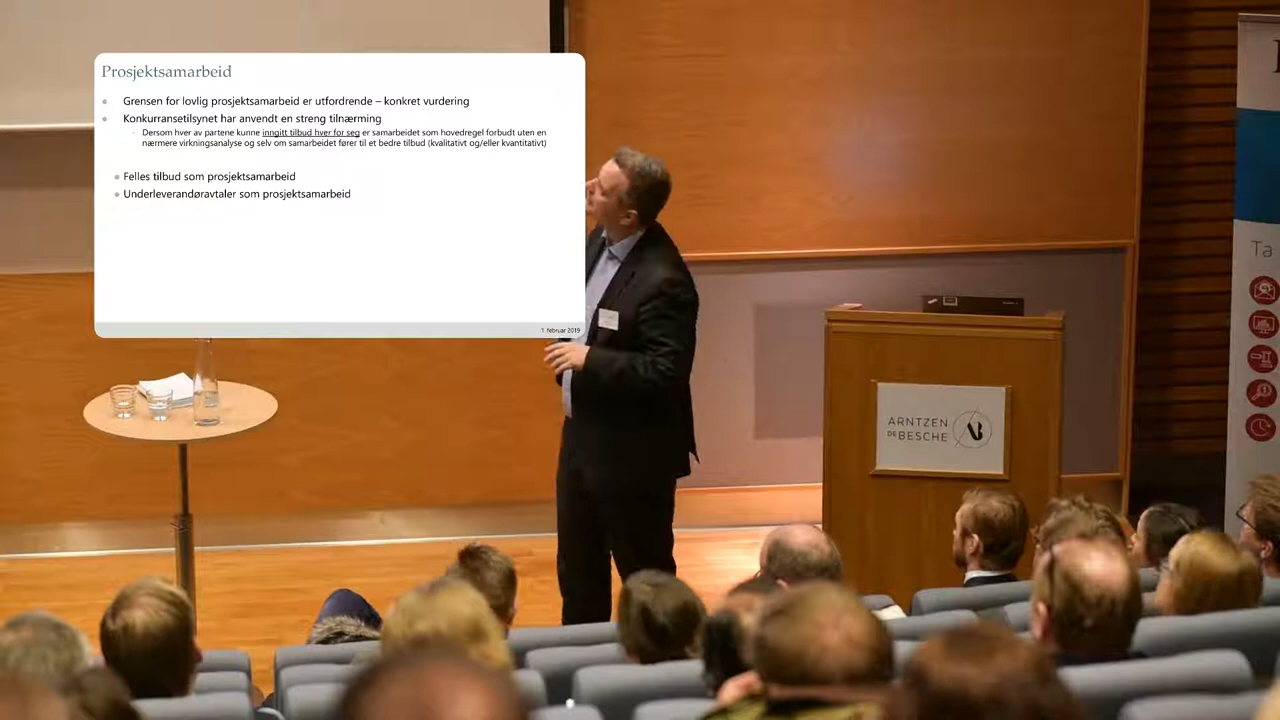 Prosjektsamarbeid
Grensen for lovlig prosjektsamarbeid er utfordrende – konkret vurdering
Konkurransetilsynet har anvendt en streng tilnærming
Dersom hver av partene kunne inngitt tilbud hver for seg er samarbeidet som hovedregel forbudt uten en
nærmere virkningsanalyse og selv om samarbeidet fører til et bedre tilbud (kvalitativt og/eller kvantitativt)
Felles tilbud som prosjektsamarbeid
Underleverandøravtaler som prosjektsamarbeid
1. februar 2019
ARNTZEN
DE BESCHE
Ta